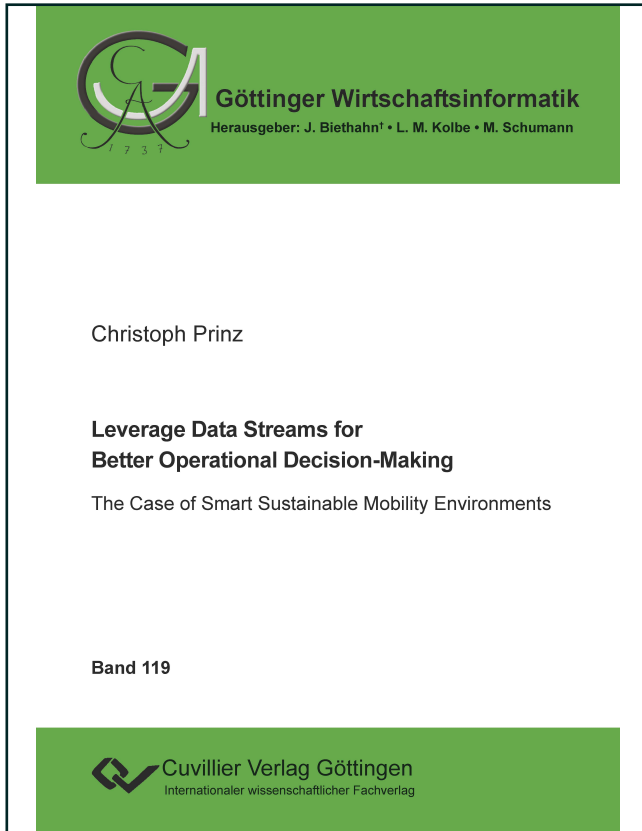 GAU
1737
Göttinger Wirtschaftsinformatik
Herausgeber: J. Biethahn† • L. M. Kolbe • M. Schumann
Christoph Prinz
Leverage Data Streams for
Better Operational Decision-Making
The Case of Smart Sustainable Mobility Environments
Band 119
Cuvillier Verlag Göttingen
Internationaler wissenschaftlicher Fachverlag